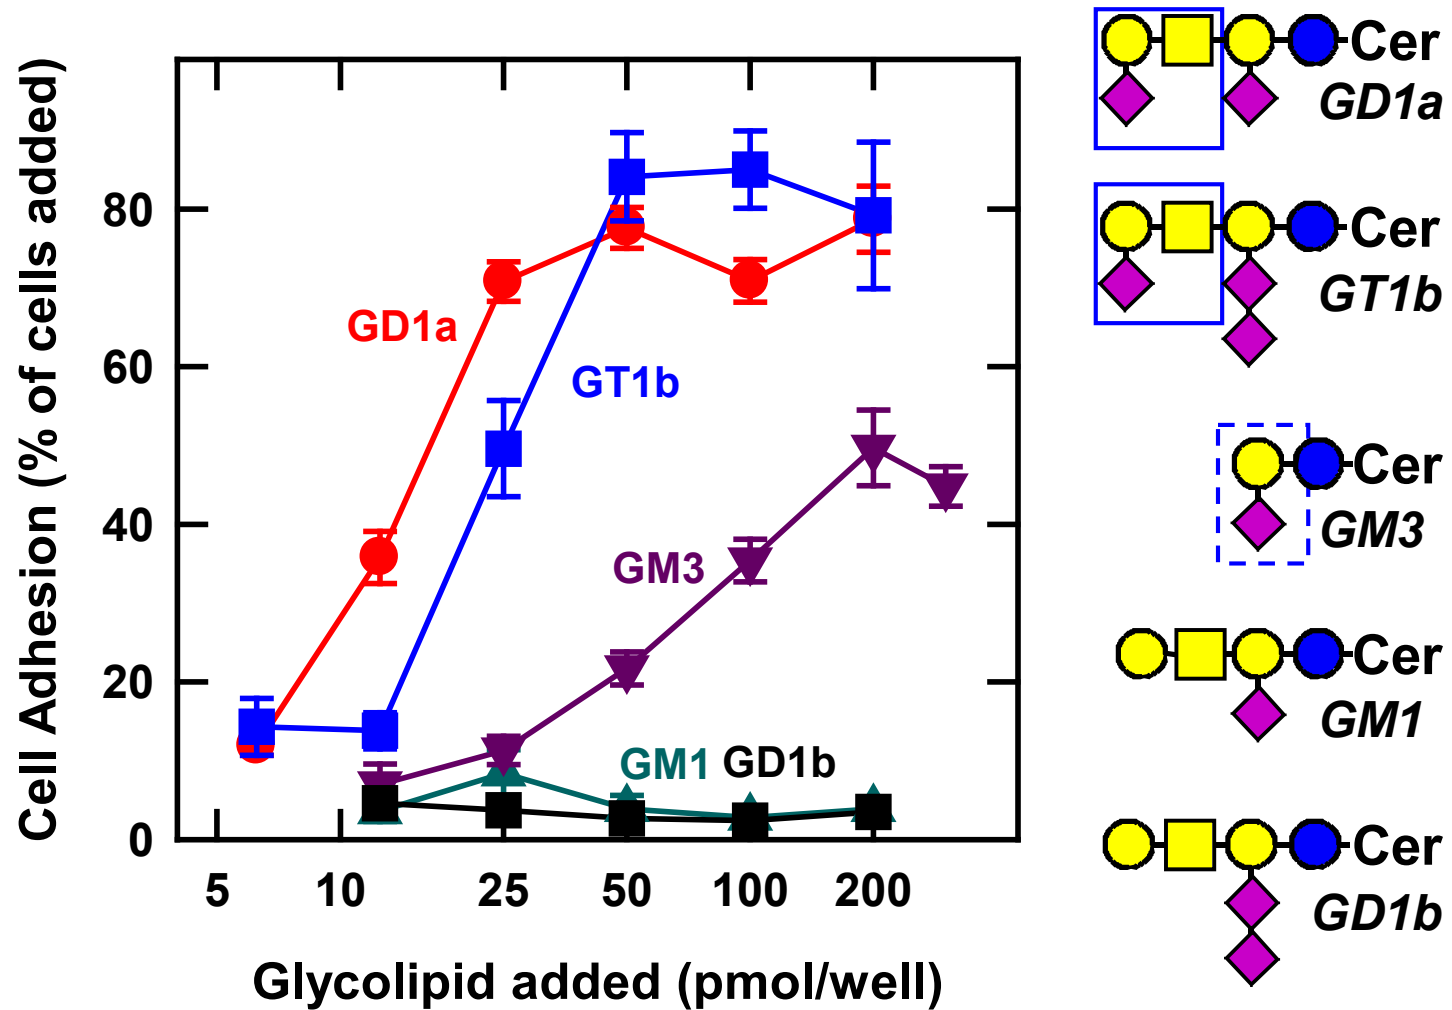 Cell Adhesion (% of cells added)
80
60
40
20
0
5 10 25 50 100 200
Glycolipid added (pmol/well)
GD1a
GT1b
GM3
GM1 GD1b
Cer
GD1a
Cer
GT1b
Cer
GM3
Cer
GM1
Cer
GD1b